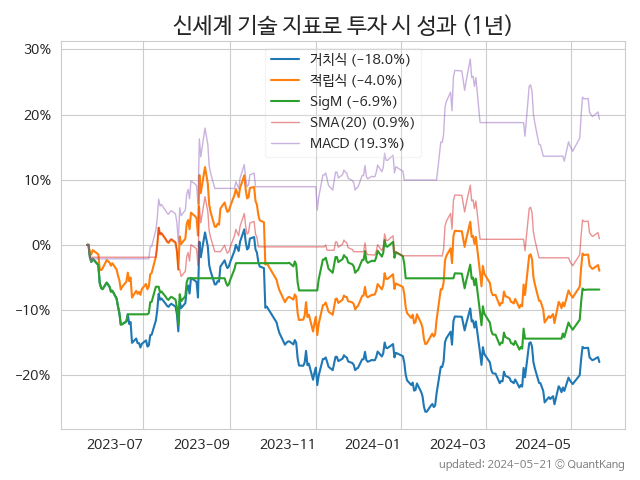 신세계 기술 지표로 투자 시 성과 (1년)
30%
20%
10%
0%
−10%
−20%
거치식 (−18.0%)
적립식 (−4.0%)
SigM (−6.9%)
SMA(20) (0.9%)
MACD (19.3%)
2023−07
2023−09
2023−11
2024−01
2024−03
2024−05
updated: 2024−05−21 © QuantKang